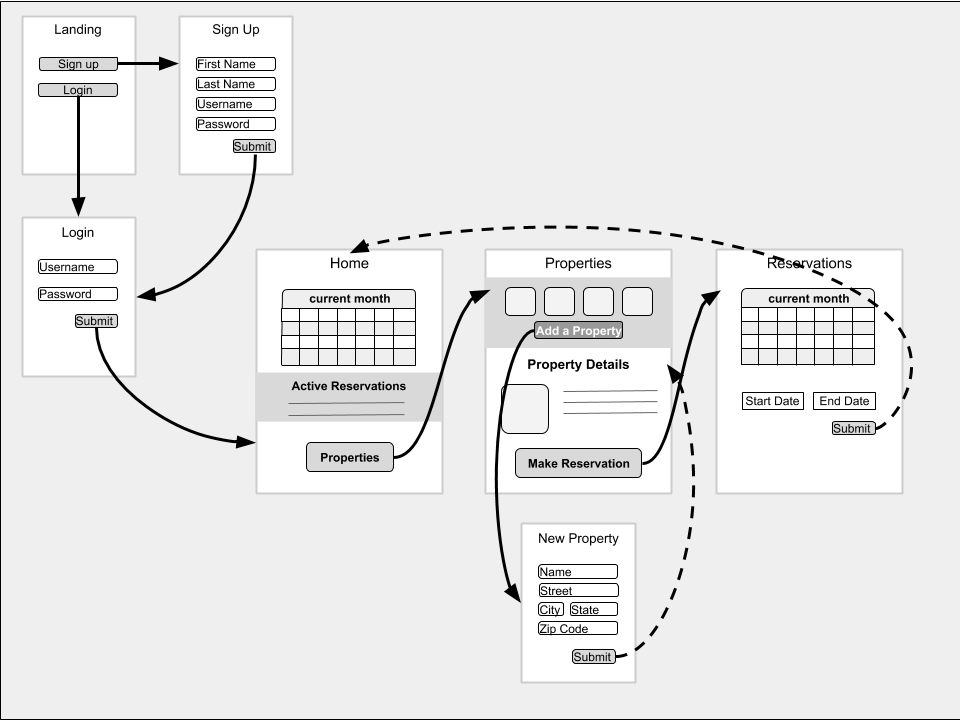 Landing
Sign up
Login
Sign Up
First Name
Last Name
Username
Password
Submit
Login
Username
Password
Submit
Home
current month
Active Reservations
Properties
Properties
Add a Property
Property Details
Make Reservation
Reservations
current month
Start Date End Date
Submit
New Property
Name
Street
City State
Zip Code
Submit